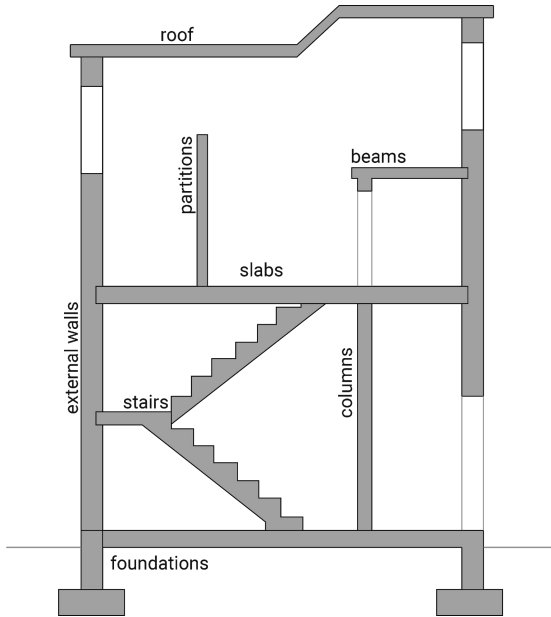 roof
beams
partitions
slabs
external walls
stairs
columns
foundations